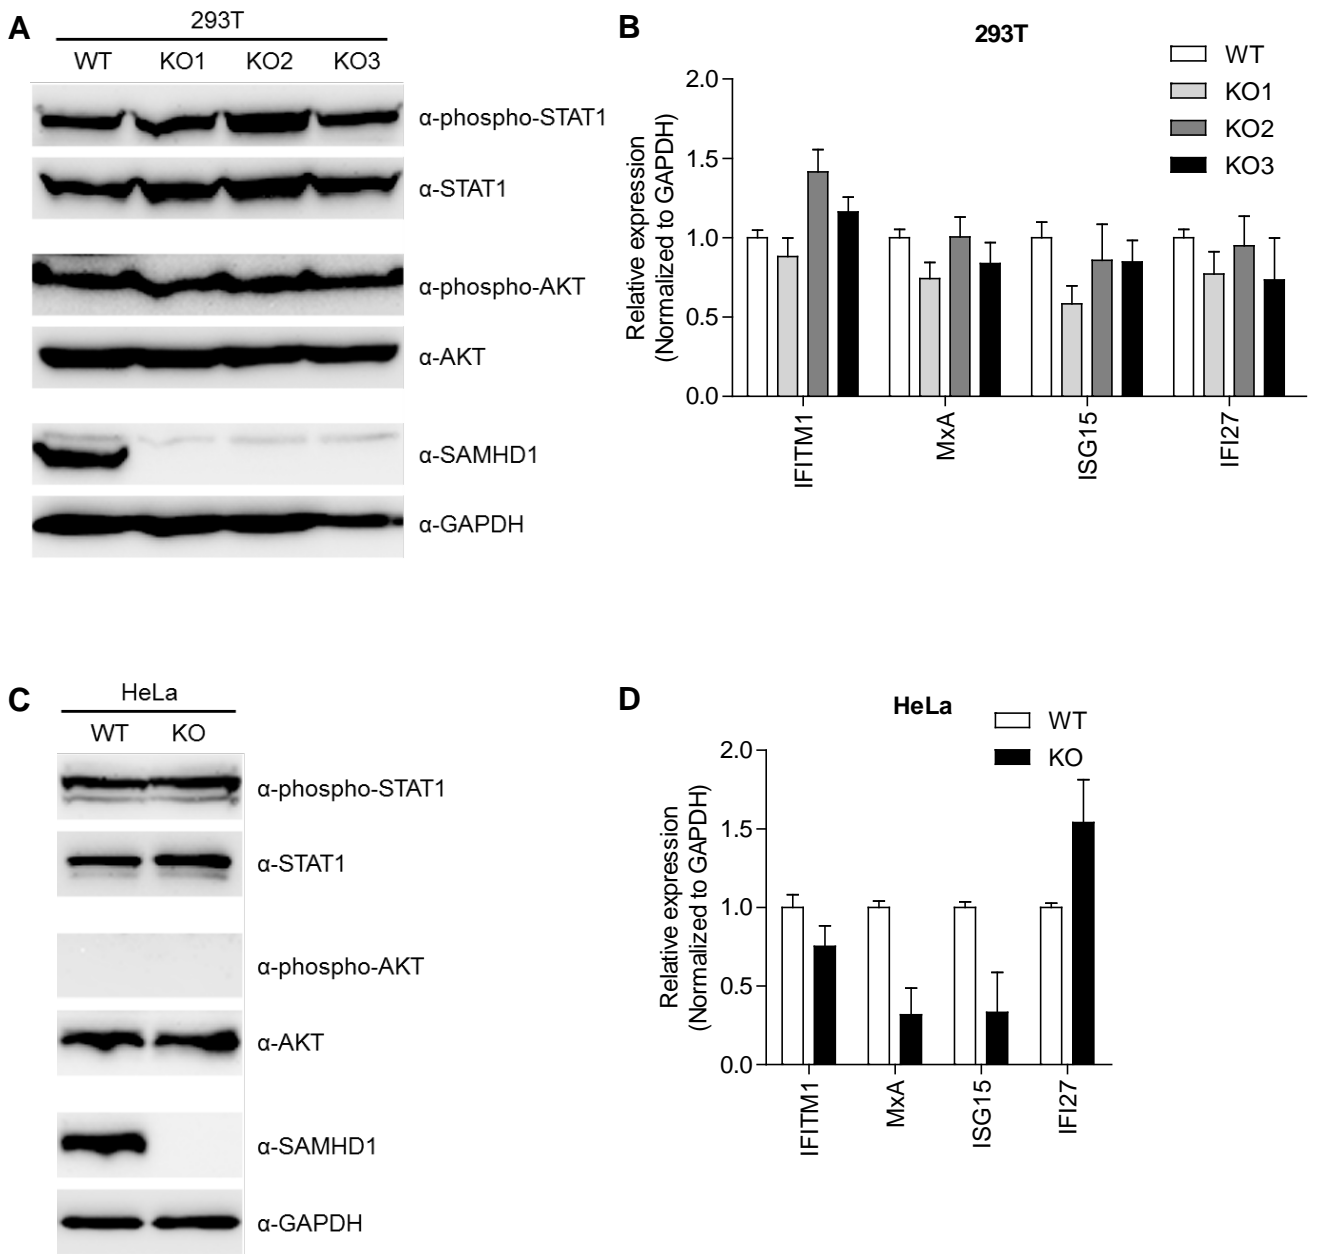 A
293T
WT KO1 KO2 KO3
α-phospho-STAT1
α-STAT1
α-phospho-AKT
α-AKT
α-SAMHD1
α-GAPDH
B
293T
WT
KO1
KO2
KO3
Relative expression
(Normalized to GAPDH)
2.0
1.5
1.0
0.5
0.0
IFITM1
MxA
ISG15
IFI27
C
HeLa
WT KO
α-phospho-STAT1
α-STAT1
α-phospho-AKT
α-AKT
α-SAMHD1
α-GAPDH
D
HeLa
WT
KO
Relative expression
(Normalized to GAPDH)
2.0
1.5
1.0
0.5
0.0
IFITM1
MxA
ISG15
IFI27